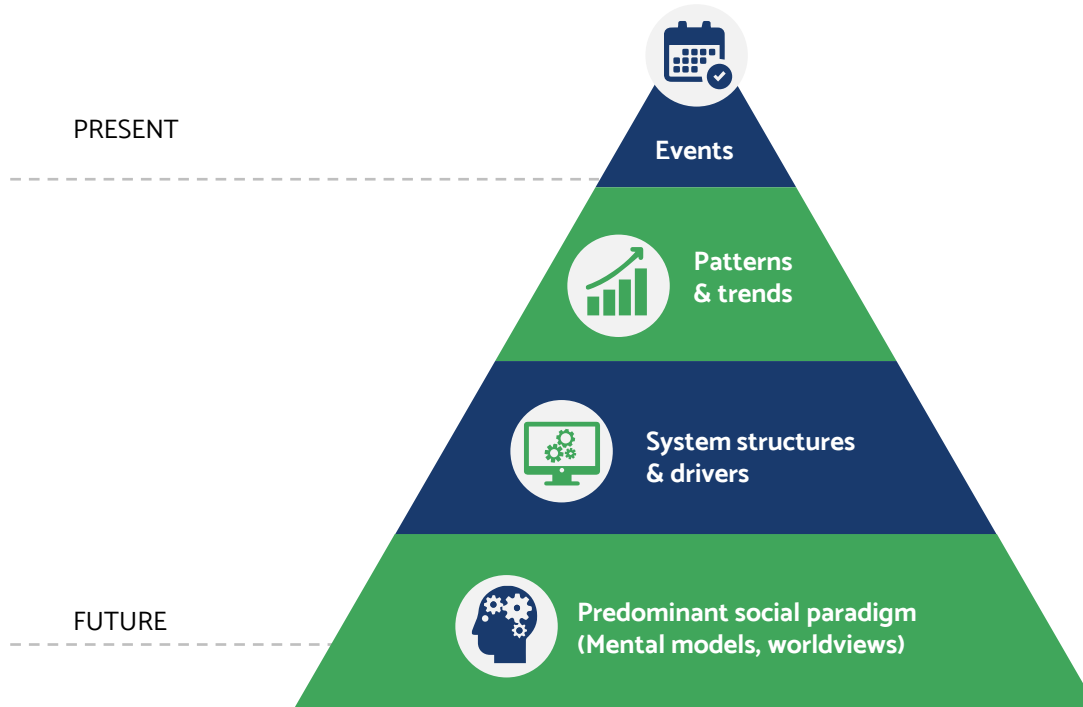 PRESENT
Events
Patterns
& trends
System structures
& drivers
FUTURE
Predominant social paradigm
(Mental models, worldviews)